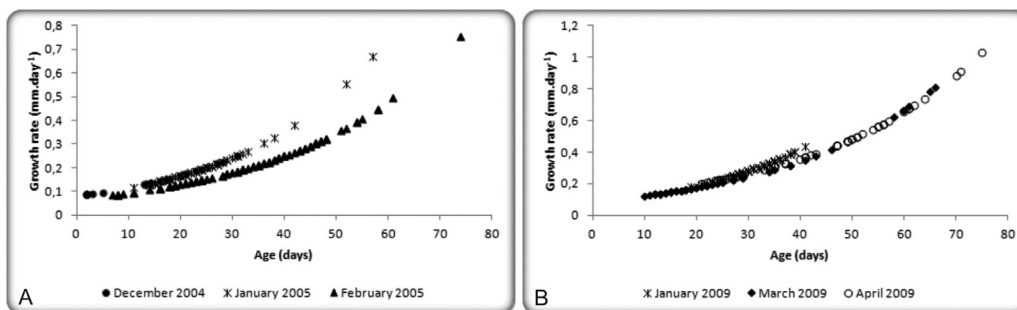 0,8
0,7
0,6
0,5
0,4
0,3
0,2
0,1
0
Growth rate (mm.day-1)
0 10 20 30 40 50 60 70 80
Age (days)
December 2004 January 2005 February 2005
A
1,2
1
0,8
0,6
0,4
0,2
0
Growth rate (mm.day-1)
0 10 20 30 40 50 60 70 80
Age (days)
January 2009 March 2009 April 2009
B